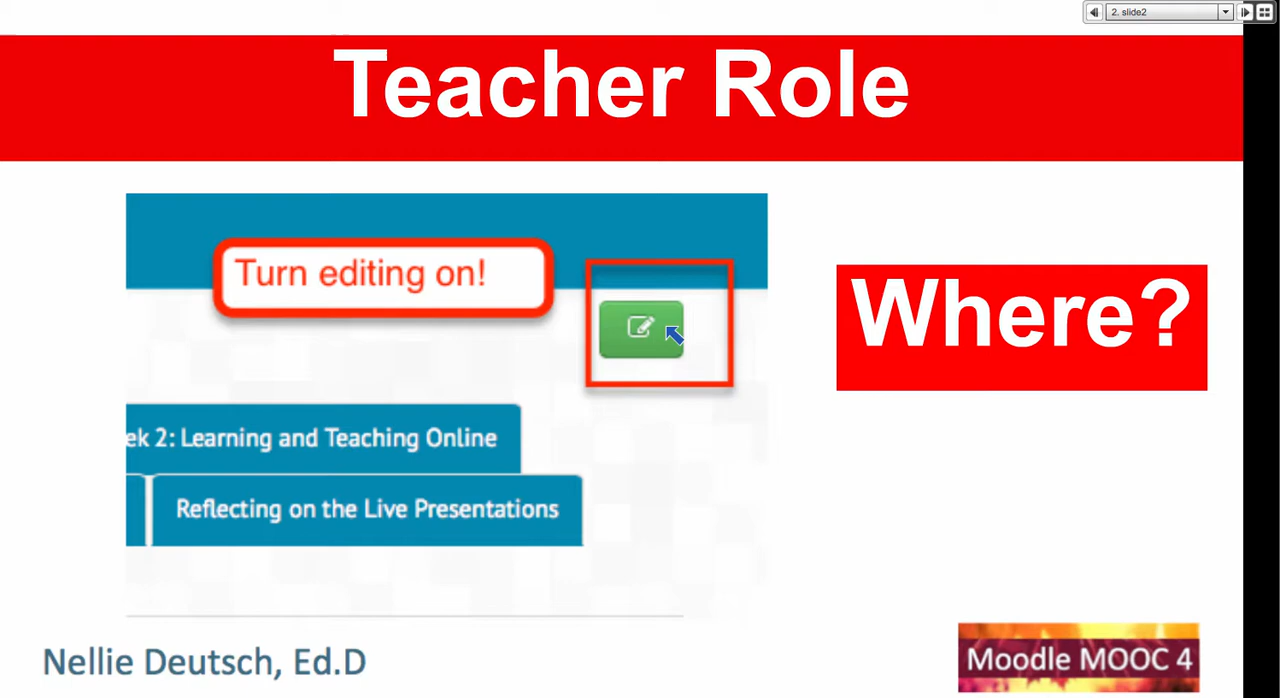 2. slide2
Teacher Role
Turn editing on!
Where?
ek 2: Learning and Teaching Online
Reflecting on the Live Presentations
Nellie Deutsch, Ed.D
Moodle MOOC 4